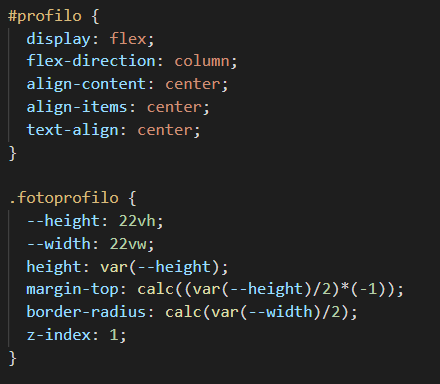 #profilo {
display: flex;
flex-direction: column;
align-content: center;
align-items: center;
text-align: center;
}
.fotoprofilo {
--height: 22vh;
--width: 22vw;
height: var(--height);
margin-top: calc((var(--height)/2)*(-1));
border-radius: calc(var(--width)/2);
z-index: 1;
}